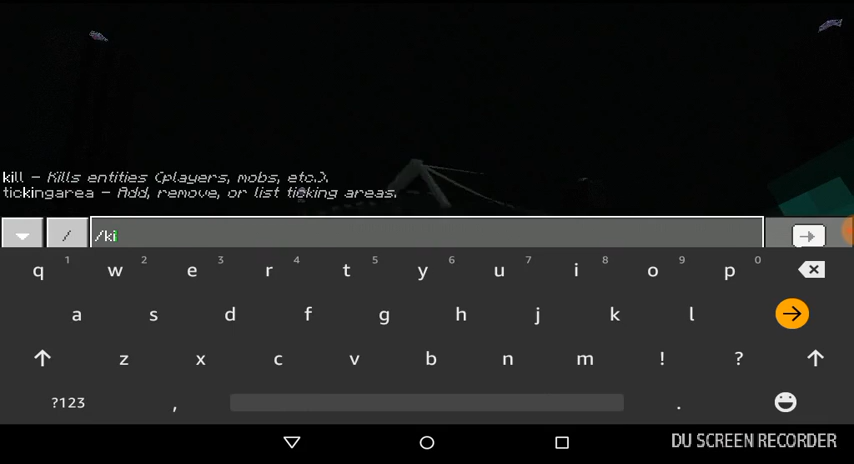 kill – Kills entities (players, mobs, etc.).
tickingarea – Add, remove, or list ticking areas.
/ /ki
1 2 3 4 5 6 7 8 9 0
q w e r t y u i o p
a s d f g h j k l
z x c v b n m ! ?
?123 , .
DU SCREEN RECORDER